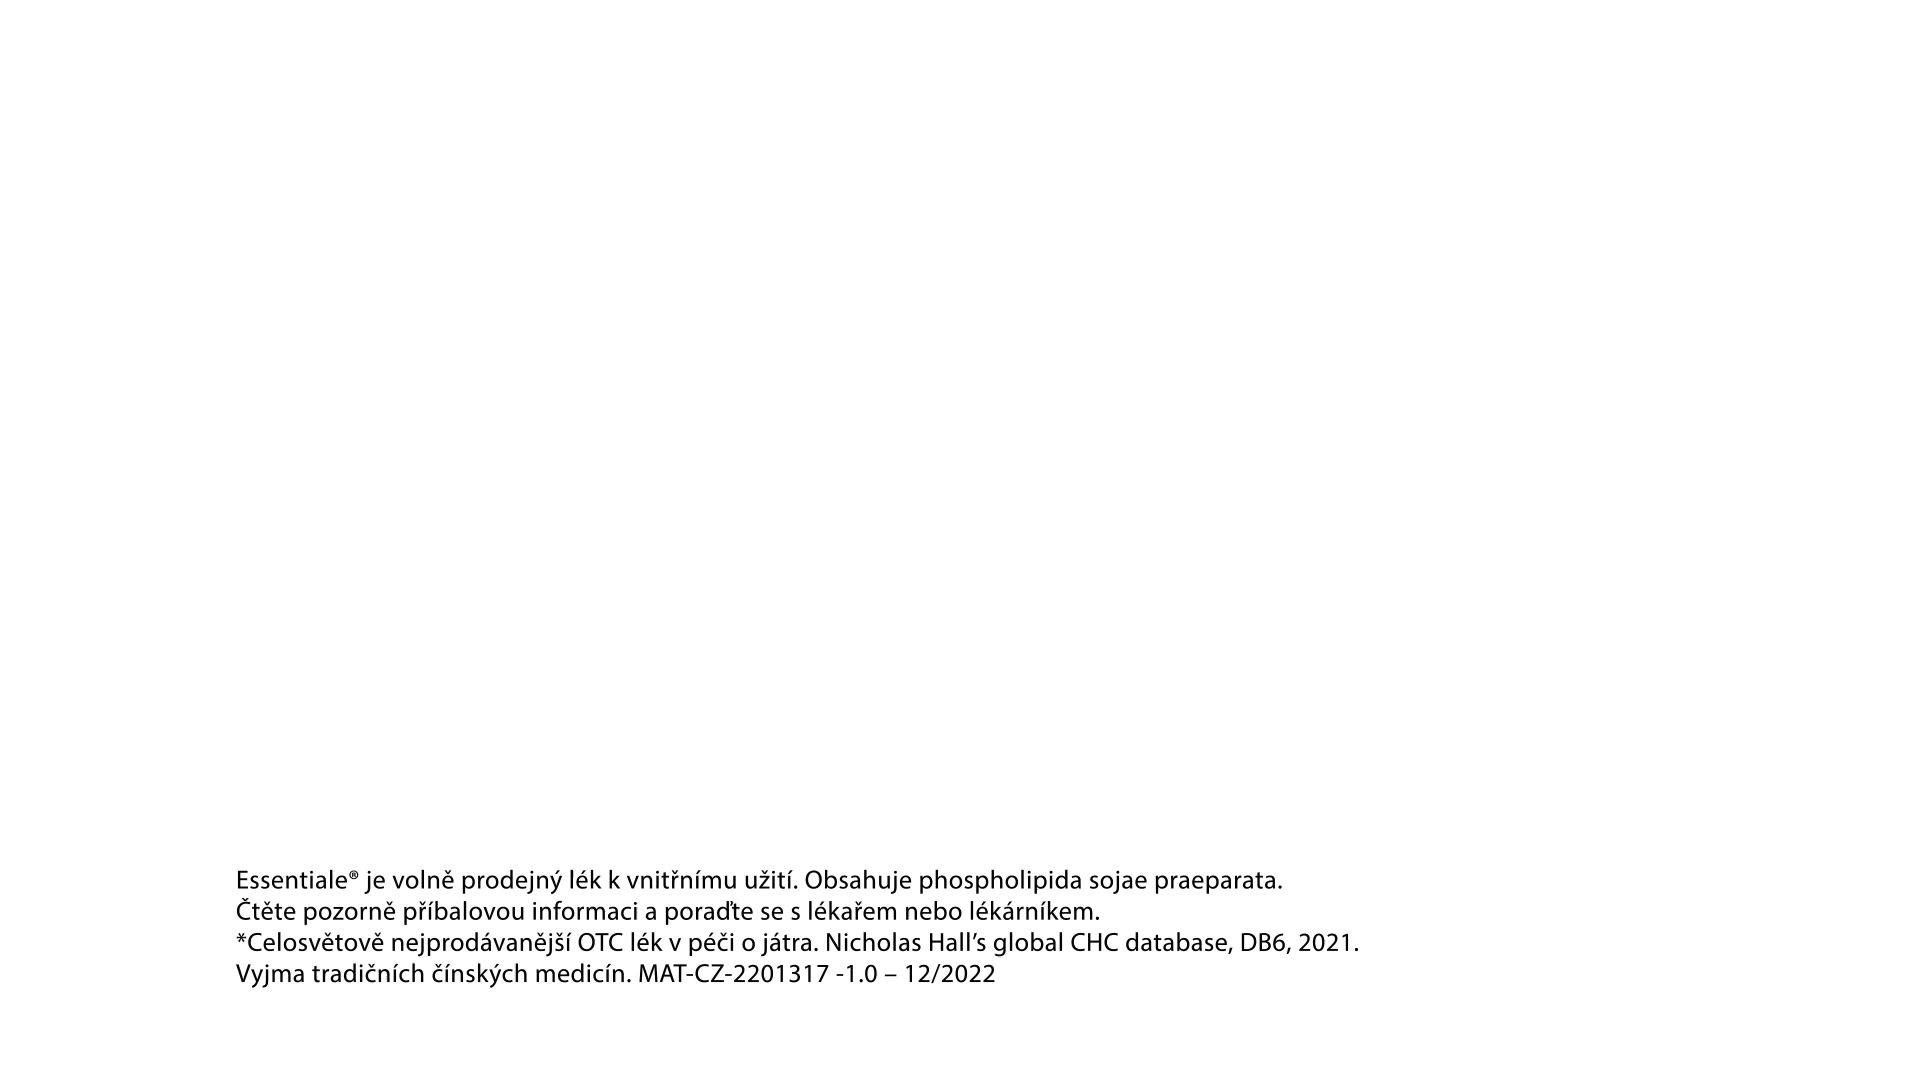 Essentiale® je volně prodejný lék k vnitřnímu užití. Obsahuje phospholipida sojae praeparata.
Čtěte pozorně příbalovou informaci a poraďte se s lékařem nebo lékárníkem.
*Celosvětově nejprodávanější OTC lék v péči o játra. Nicholas Hall’s global CHC database, DB6, 2021.
Vyjma tradičních čínských medicín. MAT-CZ-2201317 -1.0 – 12/2022